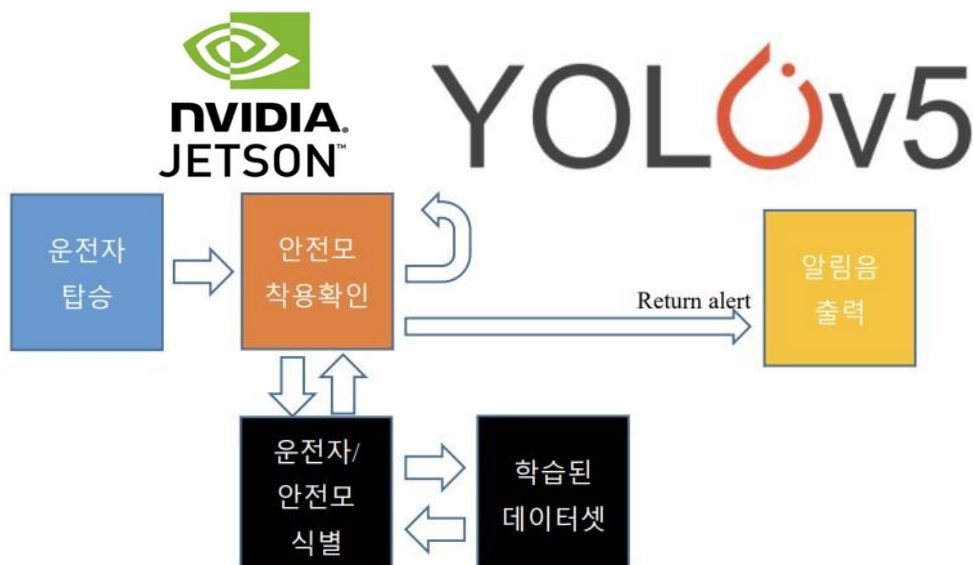 NVIDIA.
JETSON™
YOLOv5
운전자
탑승
안전모
착용확인
Return alert
알림음
출력
운전자/
안전모
식별
학습된
데이터셋